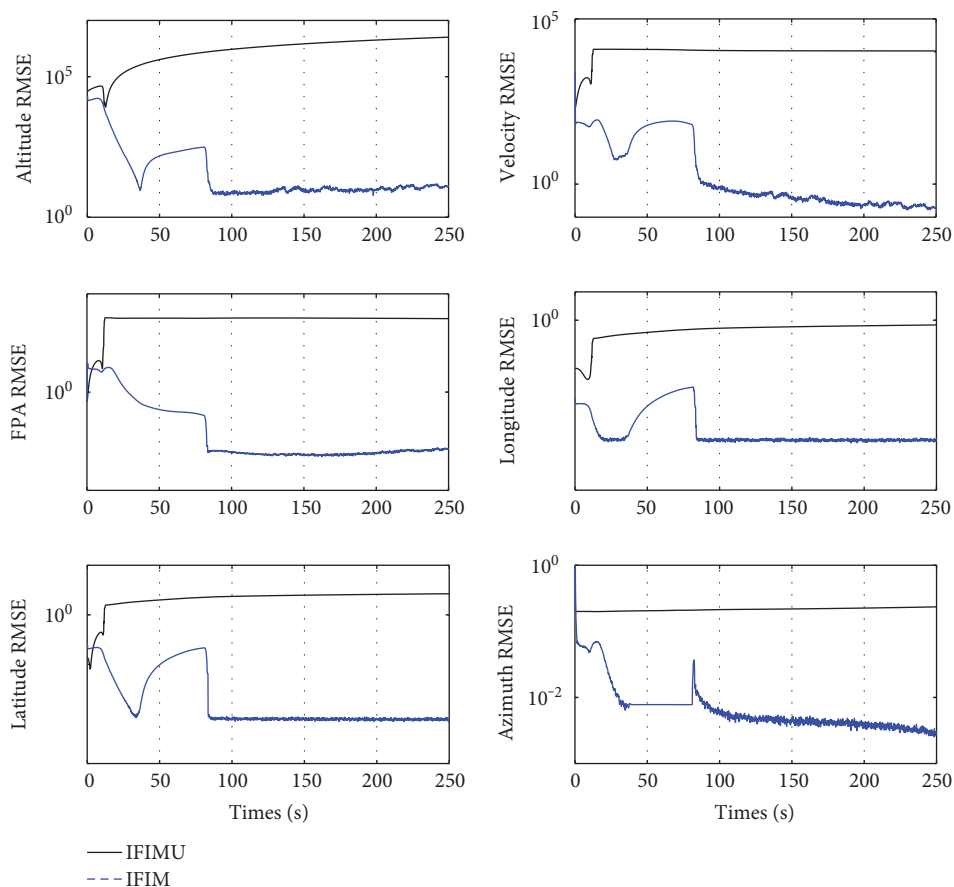 Altitude RMSE
10^5
10^0
0 50 100 150 200 250
Velocity RMSE
10^5
10^0
0 50 100 150 200 250
FPA RMSE
10^0
0 50 100 150 200 250
Longitude RMSE
10^0
0 50 100 150 200 250
Latitude RMSE
10^0
0 50 100 150 200 250
Times (s)
Azimuth RMSE
10^0
10^-2
0 50 100 150 200 250
Times (s)
IFIMU
IFIM